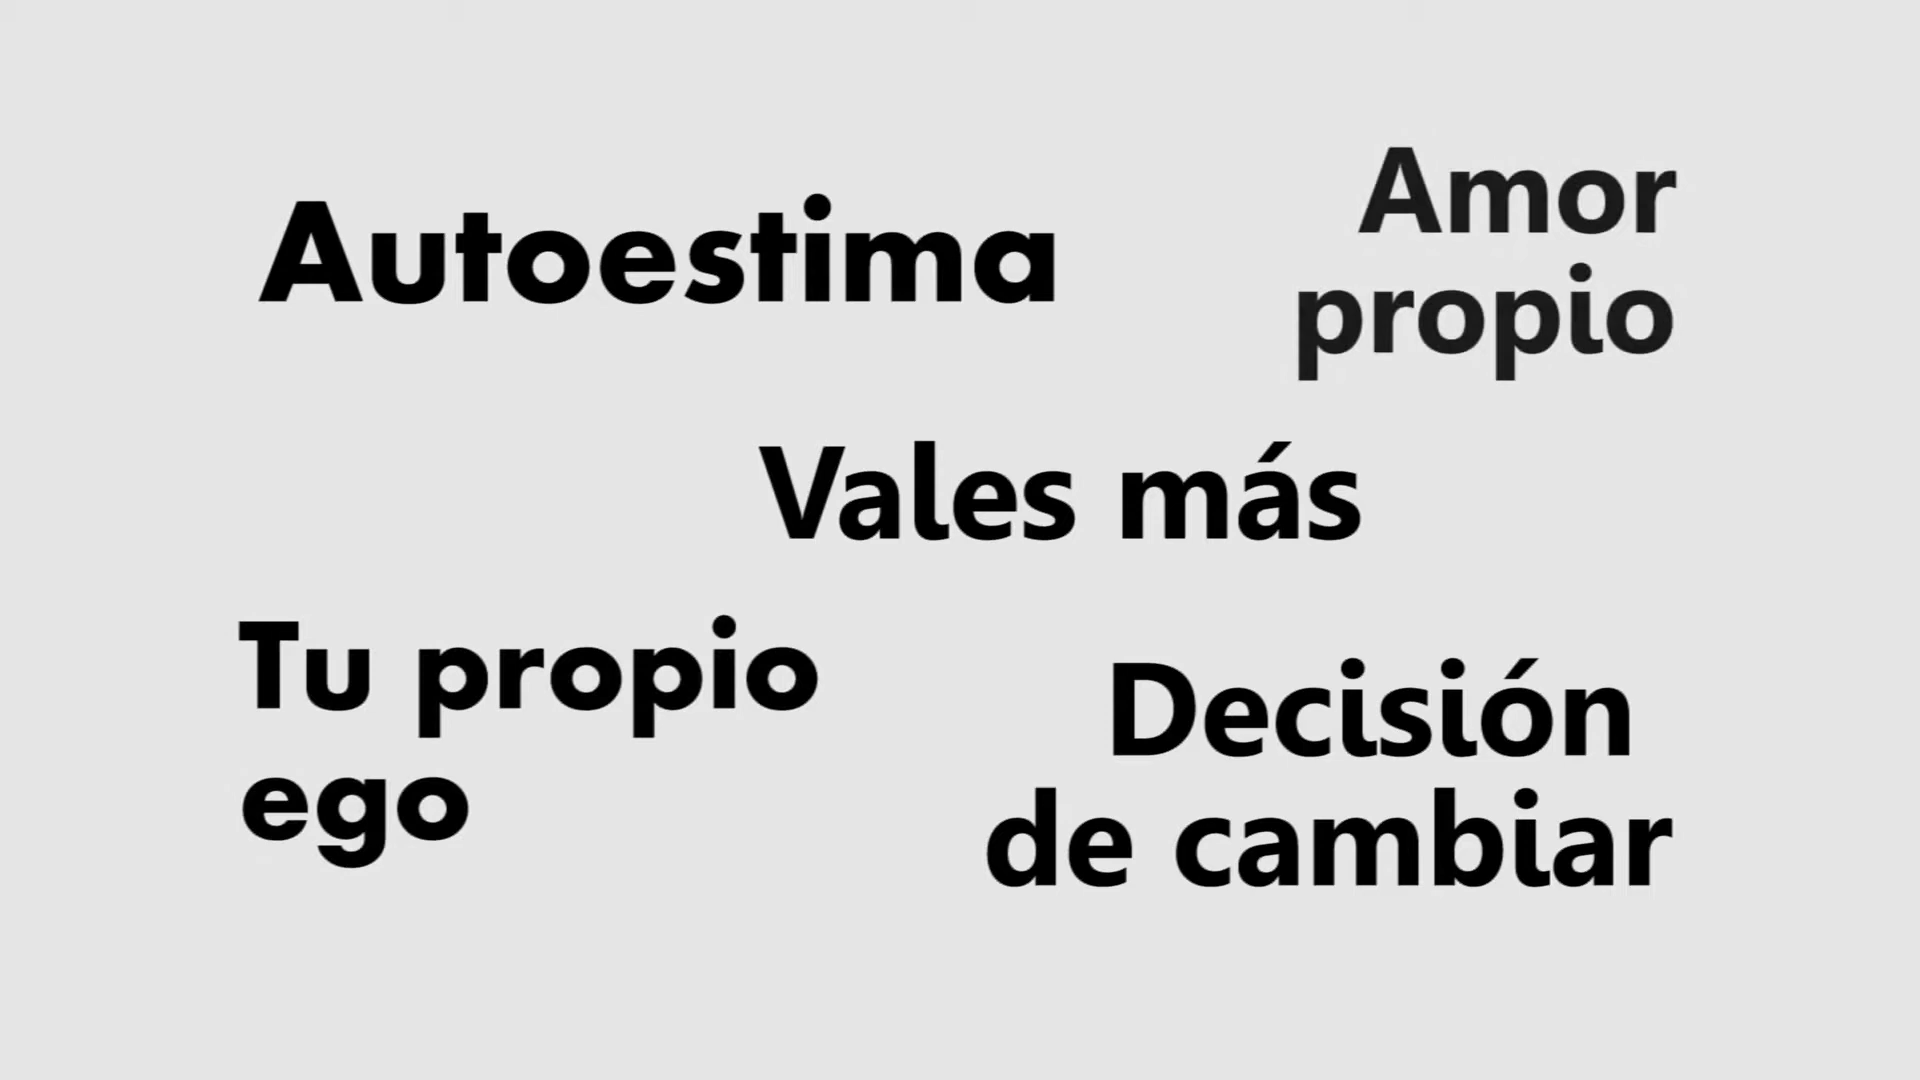 Autoestima
Amor
propio
Vales más
Tu propio
ego
Decisión
de cambiar